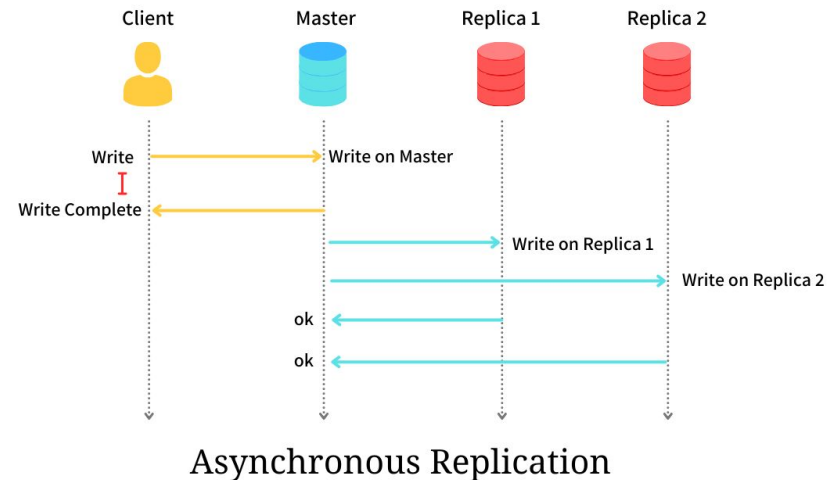 Client
Master
Replica 1
Replica 2
Write
Write on Master
Write Complete
Write on Replica 1
Write on Replica 2
ok
ok
Asynchronous Replication